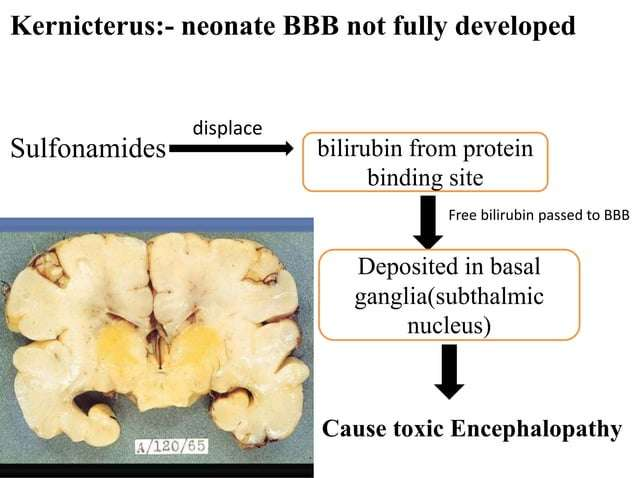 Kernicterus:- neonate BBB not fully developed
displace
Sulfonamides
bilirubin from protein
binding site
Free bilirubin passed to BBB
Deposited in basal
ganglia(subthalmic
nucleus)
Cause toxic Encephalopathy
A/120/65